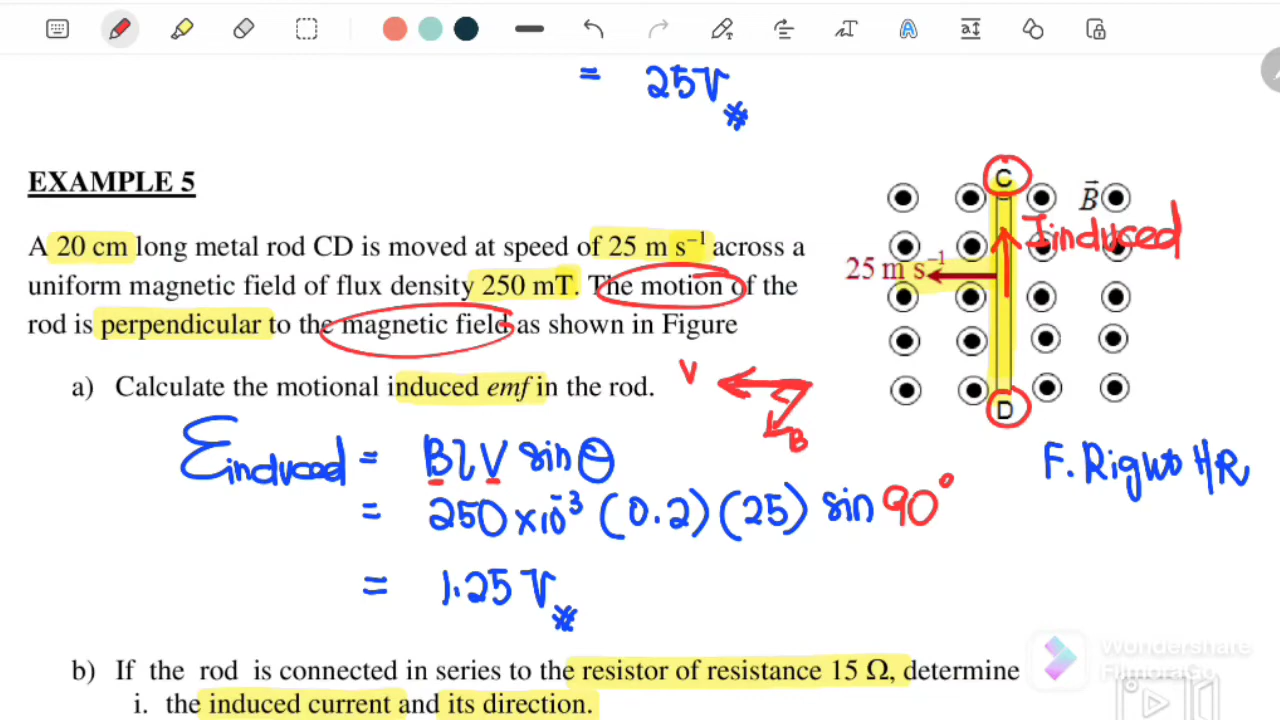 = 25V
EXAMPLE 5
A 20 cm long metal rod CD is moved at speed of 25 m s⁻¹ across a
uniform magnetic field of flux density 250 mT. The motion of the
rod is perpendicular to the magnetic field as shown in Figure
C
B
I induced
25 m s⁻¹
D
a) Calculate the motional induced emf in the rod.
V
B
F. Right HR
Ɛinduced = BlV sin θ
= 250 × 10⁻³ (0.2) (25) sin 90°
= 1.25 V
b) If the rod is connected in series to the resistor of resistance 15 Ω, determine
i. the induced current and its direction.
Wondershare
FilmoraGo